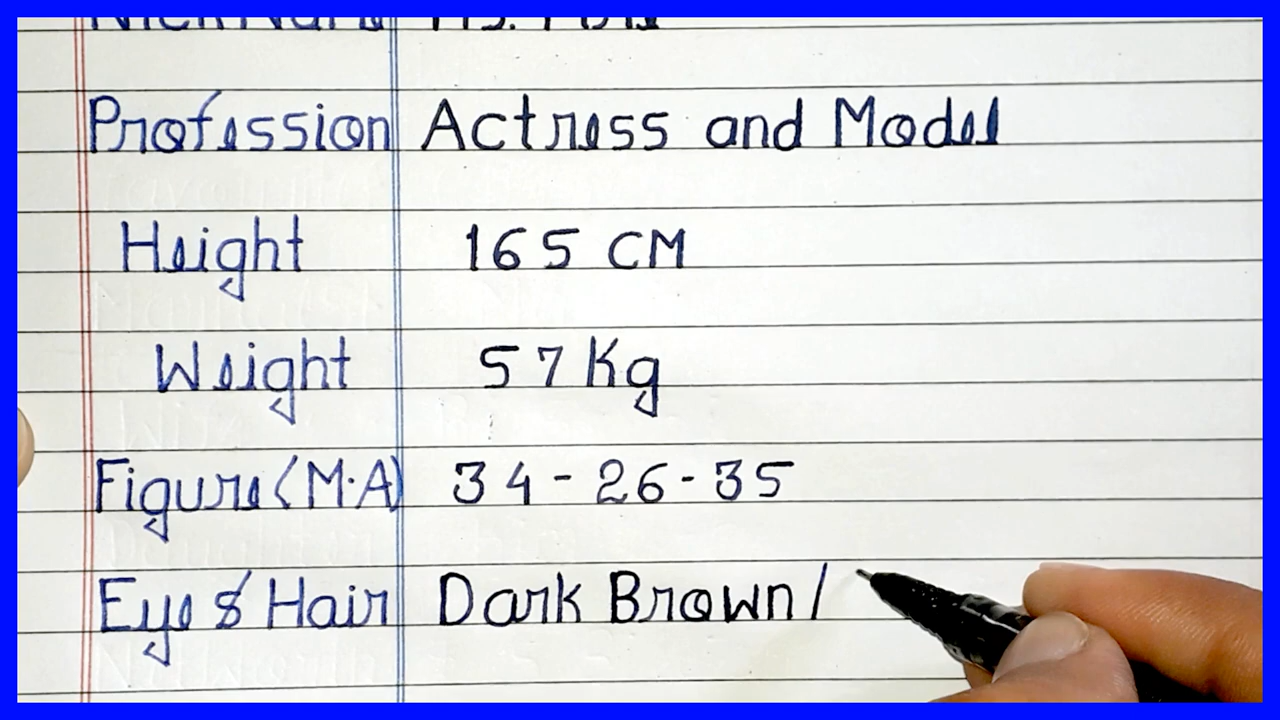 Profession Actress and Model
Height 165 CM
Weight 57 Kg
Figure (M.A) 34-26-35
Eye & Hair Dark Brown /